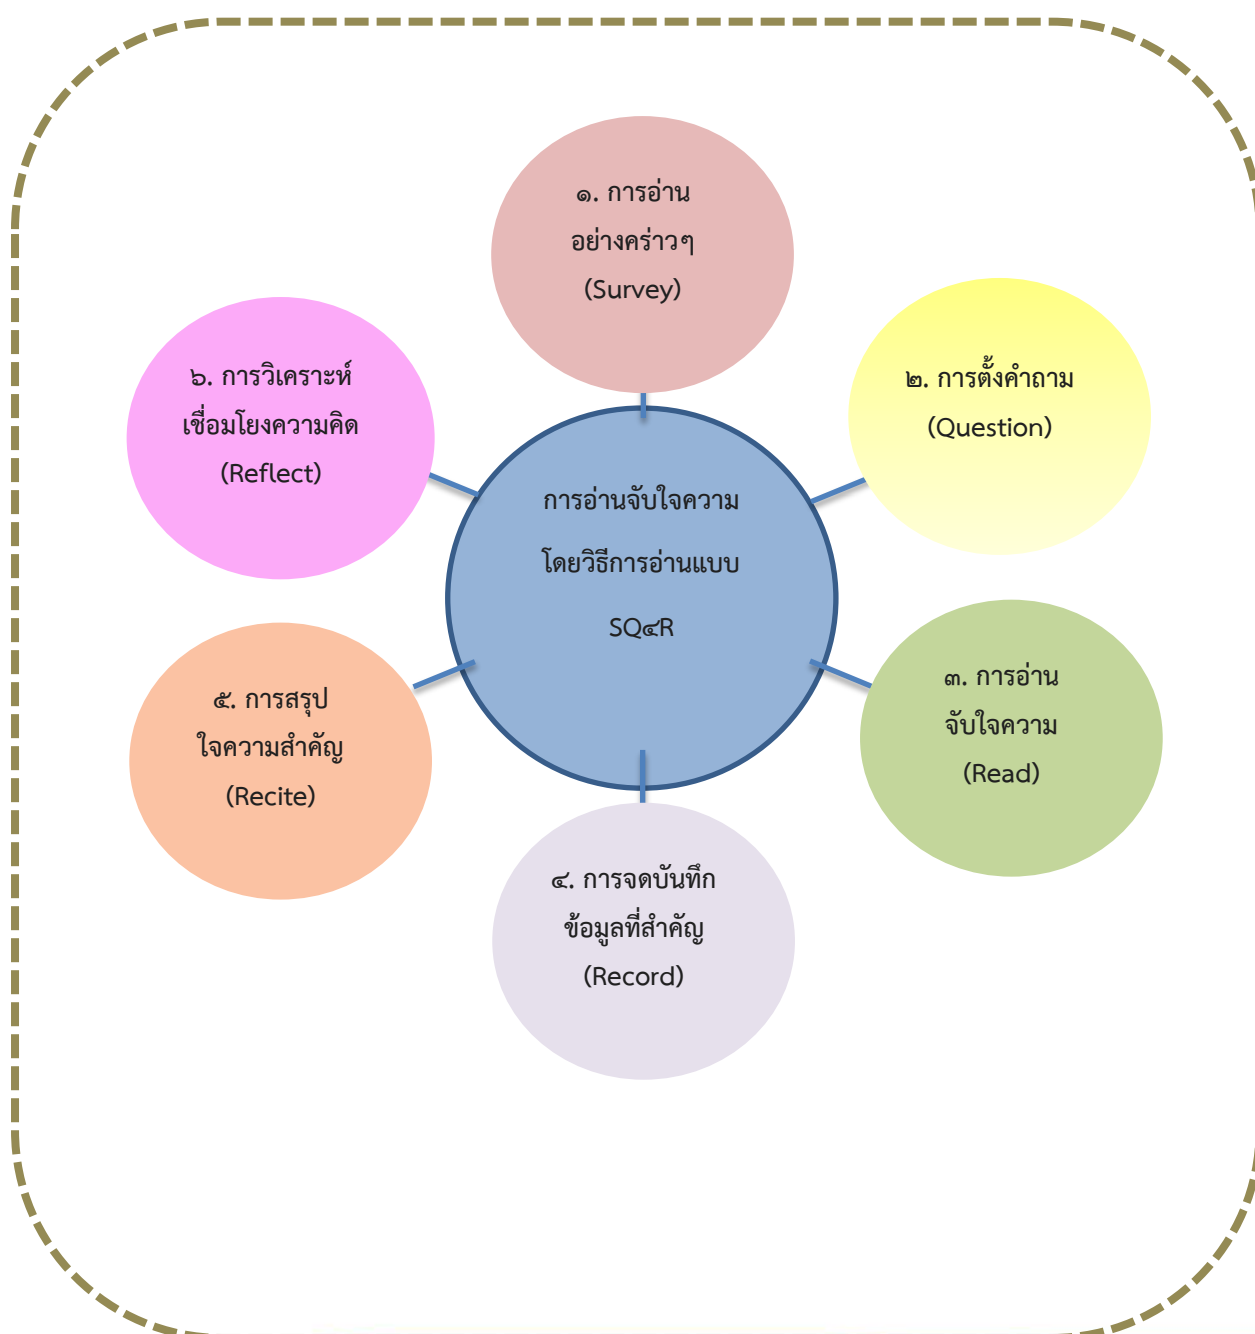 ๑. การอ่าน
อย่างคร่าวๆ
(Survey)
๒. การตั้งคำถาม
(Question)
๓. การอ่าน
จับใจความ
(Read)
๔. การจดบันทึก
ข้อมูลที่สำคัญ
(Record)
๕. การสรุป
ใจความสำคัญ
(Recite)
๖. การวิเคราะห์
เชื่อมโยงความคิด
(Reflect)
การอ่านจับใจความ
โดยวิธีการอ่านแบบ
SQ๔R